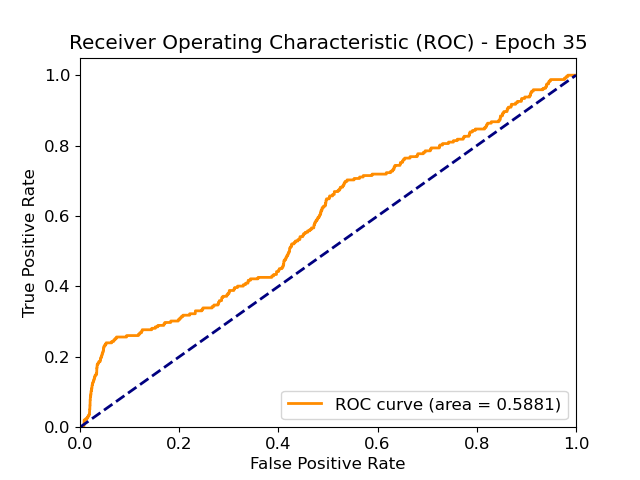 Receiver Operating Characteristic (ROC) - Epoch 35
True Positive Rate
1.0
0.8
0.6
0.4
0.2
0.0
ROC curve (area = 0.5881)
0.0 0.2 0.4 0.6 0.8 1.0
False Positive Rate